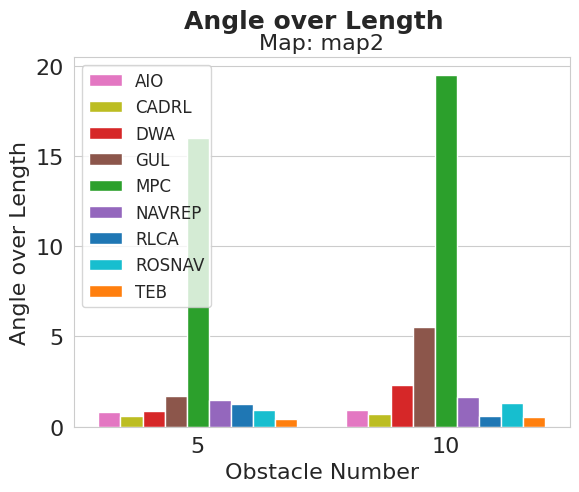 Angle over Length
Map: map2
Angle over Length
20
15
10
5
0
AIO
CADRL
DWA
GUL
MPC
NAVREP
RLCA
ROSNAV
TEB
5
10
Obstacle Number